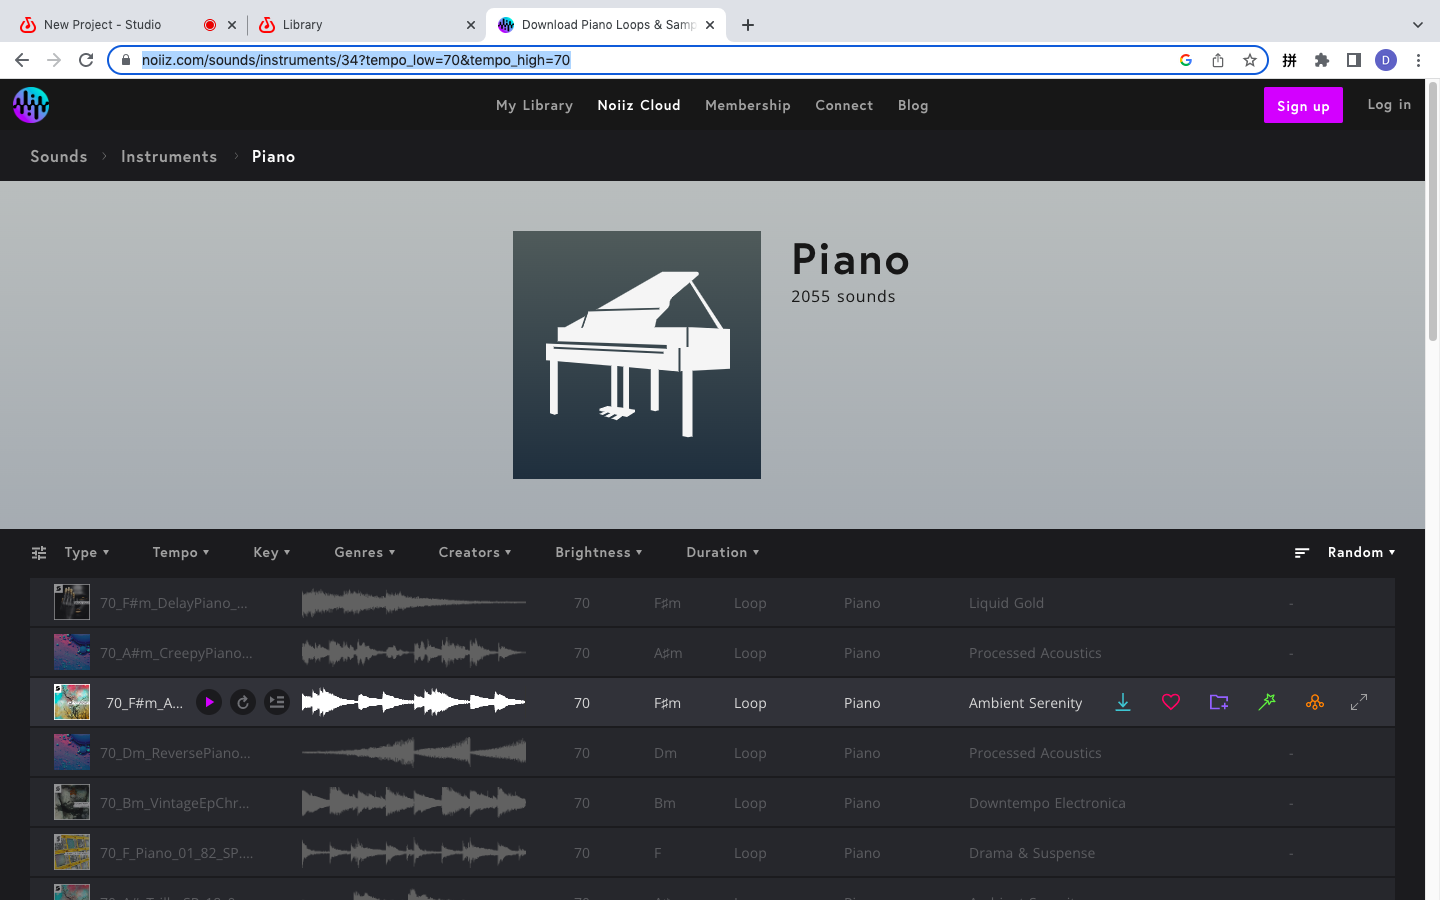 New Project - Studio
Library
Download Piano Loops & Samp
noiiz.com/sounds/instruments/34?tempo_low=70&tempo_high=70
D
My Library
Noiiz Cloud
Membership
Connect
Blog
Sign up
Log in
Sounds
Instruments
Piano
Piano
2055 sounds
Type
Tempo
Key
Genres
Creators
Brightness
Duration
Random
70_F#m_DelayPiano_... 70 F♯m Loop Piano Liquid Gold -
70_A#m_CreepyPiano... 70 A♯m Loop Piano Processed Acoustics -
70_F#m_A... 70 F♯m Loop Piano Ambient Serenity
70_Dm_ReversePiano... 70 Dm Loop Piano Processed Acoustics -
70_Bm_VintageEpChr... 70 Bm Loop Piano Downtempo Electronica -
70_F_Piano_01_82_SP.... 70 F Loop Piano Drama & Suspense -